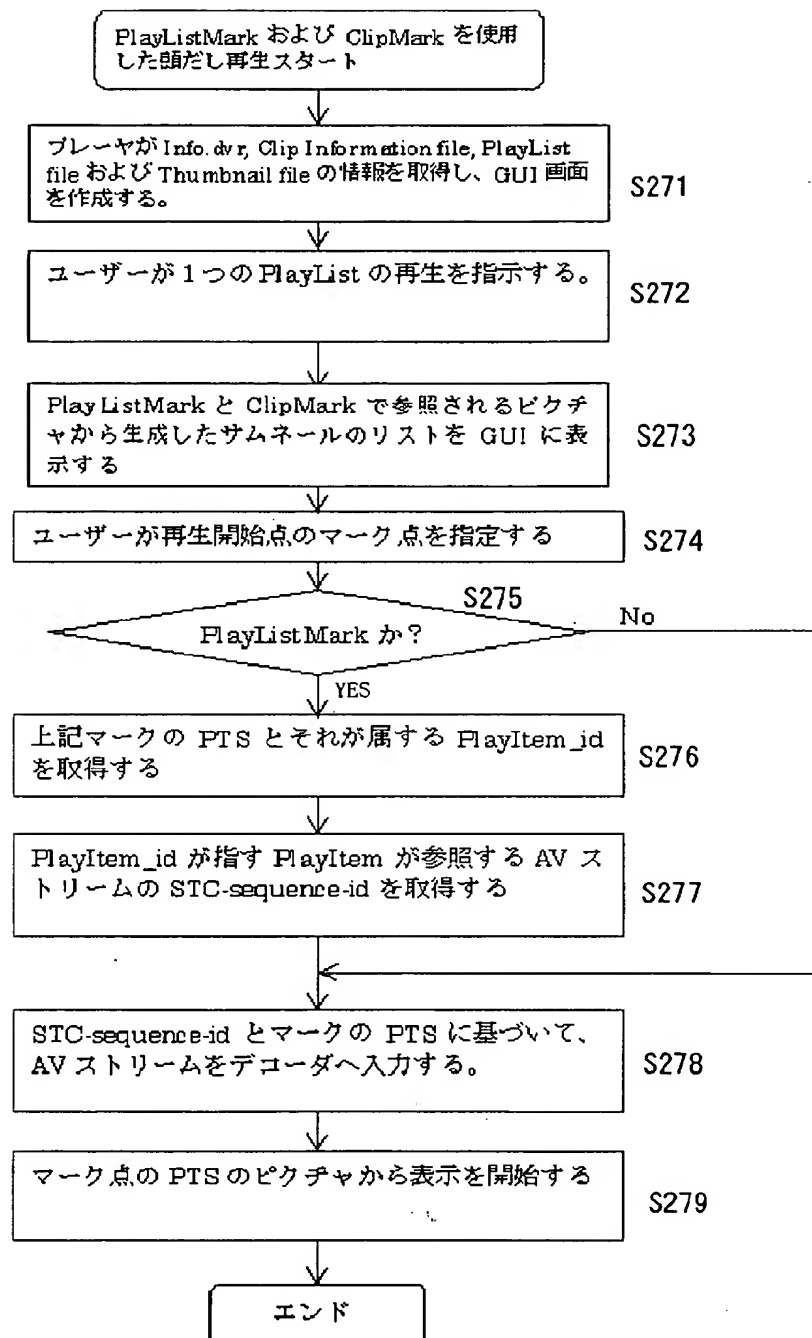 PlayListMark および ClipMark を使用
した頭だし再生スタート
プレーヤが Info.dvr, Clip Information file, PlayList
file および Thumbnail file の情報を取得し、GUI 画面
を作成する。
S271
ユーザーが 1 つの PlayList の再生を指示する。
S272
PlayListMark と ClipMark で参照されるピクチ
ャから生成したサムネールのリストを GUI に表
示する
S273
ユーザーが再生開始点のマーク点を指定する
S274
S275
PlayListMark か？
No
YES
上記マークの PTS とそれが属する PlayItem_id
を取得する
S276
PlayItem_id が指す PlayItem が参照する AV ス
トリームの STC-sequence-id を取得する
S277
STC-sequence-id とマークの PTS に基づいて、
AV ストリームをデコーダへ入力する。
S278
マーク点の PTS のピクチャから表示を開始する
S279
エンド